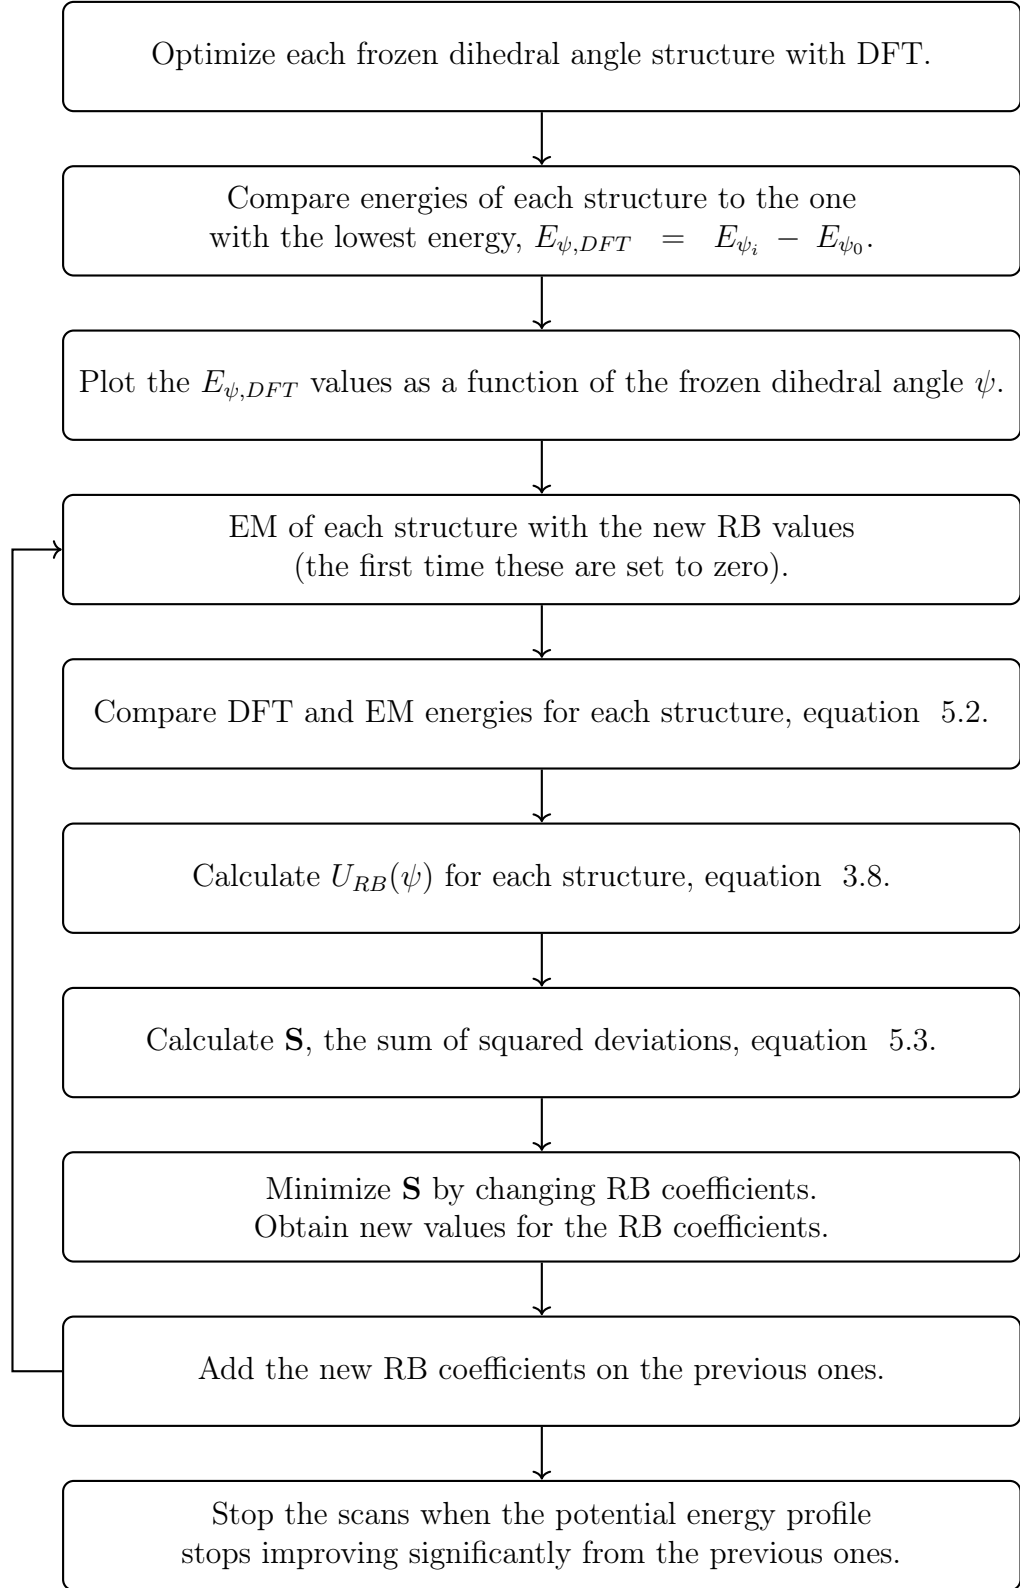 Optimize each frozen dihedral angle structure with DFT.
Compare energies of each structure to the one
with the lowest energy, $E_{\psi,DFT} = E_{\psi_i} - E_{\psi_0}$.
Plot the $E_{\psi,DFT}$ values as a function of the frozen dihedral angle $\psi$.
EM of each structure with the new RB values
(the first time these are set to zero).
Compare DFT and EM energies for each structure, equation 5.2.
Calculate $U_{RB}(\psi)$ for each structure, equation 3.8.
Calculate S, the sum of squared deviations, equation 5.3.
Minimize S by changing RB coefficients.
Obtain new values for the RB coefficients.
Add the new RB coefficients on the previous ones.
Stop the scans when the potential energy profile
stops improving significantly from the previous ones.